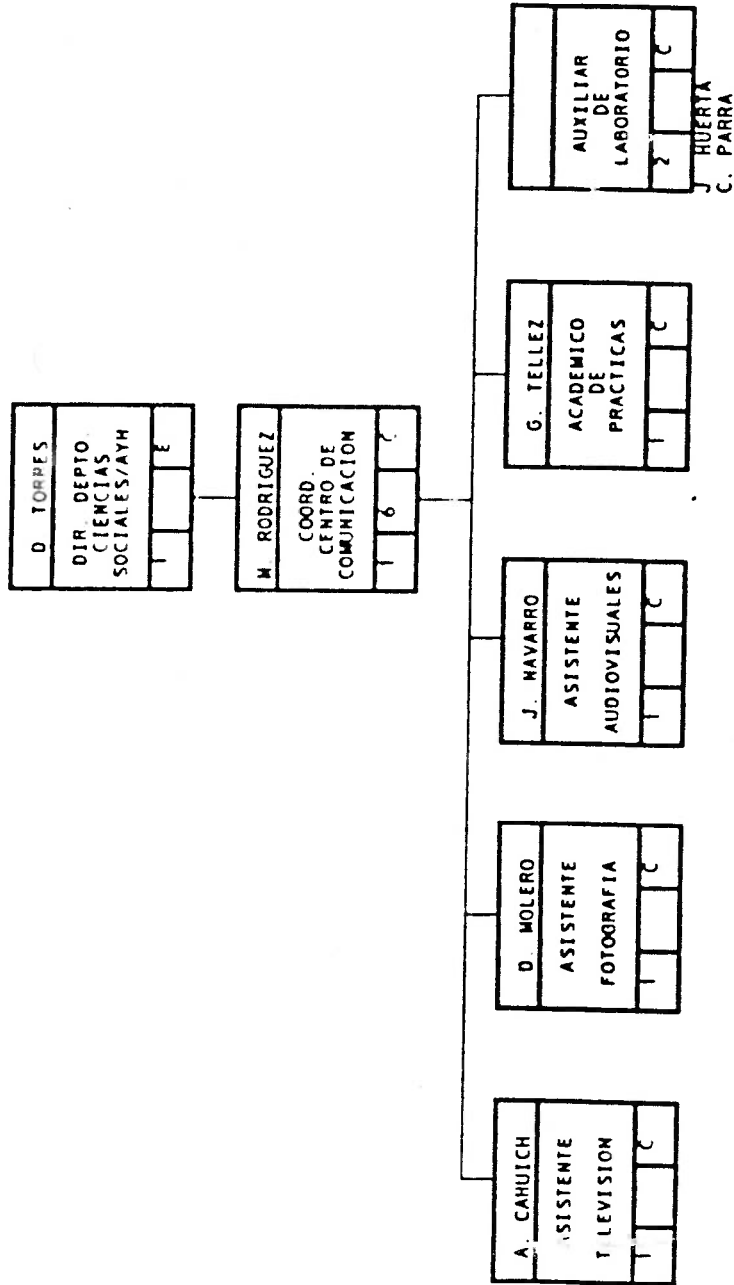 D TORRES
DIR. DEPTO.
CIENCIAS
SOCIALES/AYH
1 E
M. RODRIGUEZ
COORD.
CENTRO DE
COMUNICACION
1 6
A. CAHUICH
SISTENTE
T LEVISION
1 C
D. MOLERO
ASISTENTE
FOTOGRAFIA
1 C
J. NAVARRO
ASISTENTE
AUDIOVISUALES
1 C
G. TELLEZ
ACADEMICO
DE
PRACTICAS
1 C
AUXILIAR
DE
LABORATORIO
2 C
J HUERTA
C. PARRA